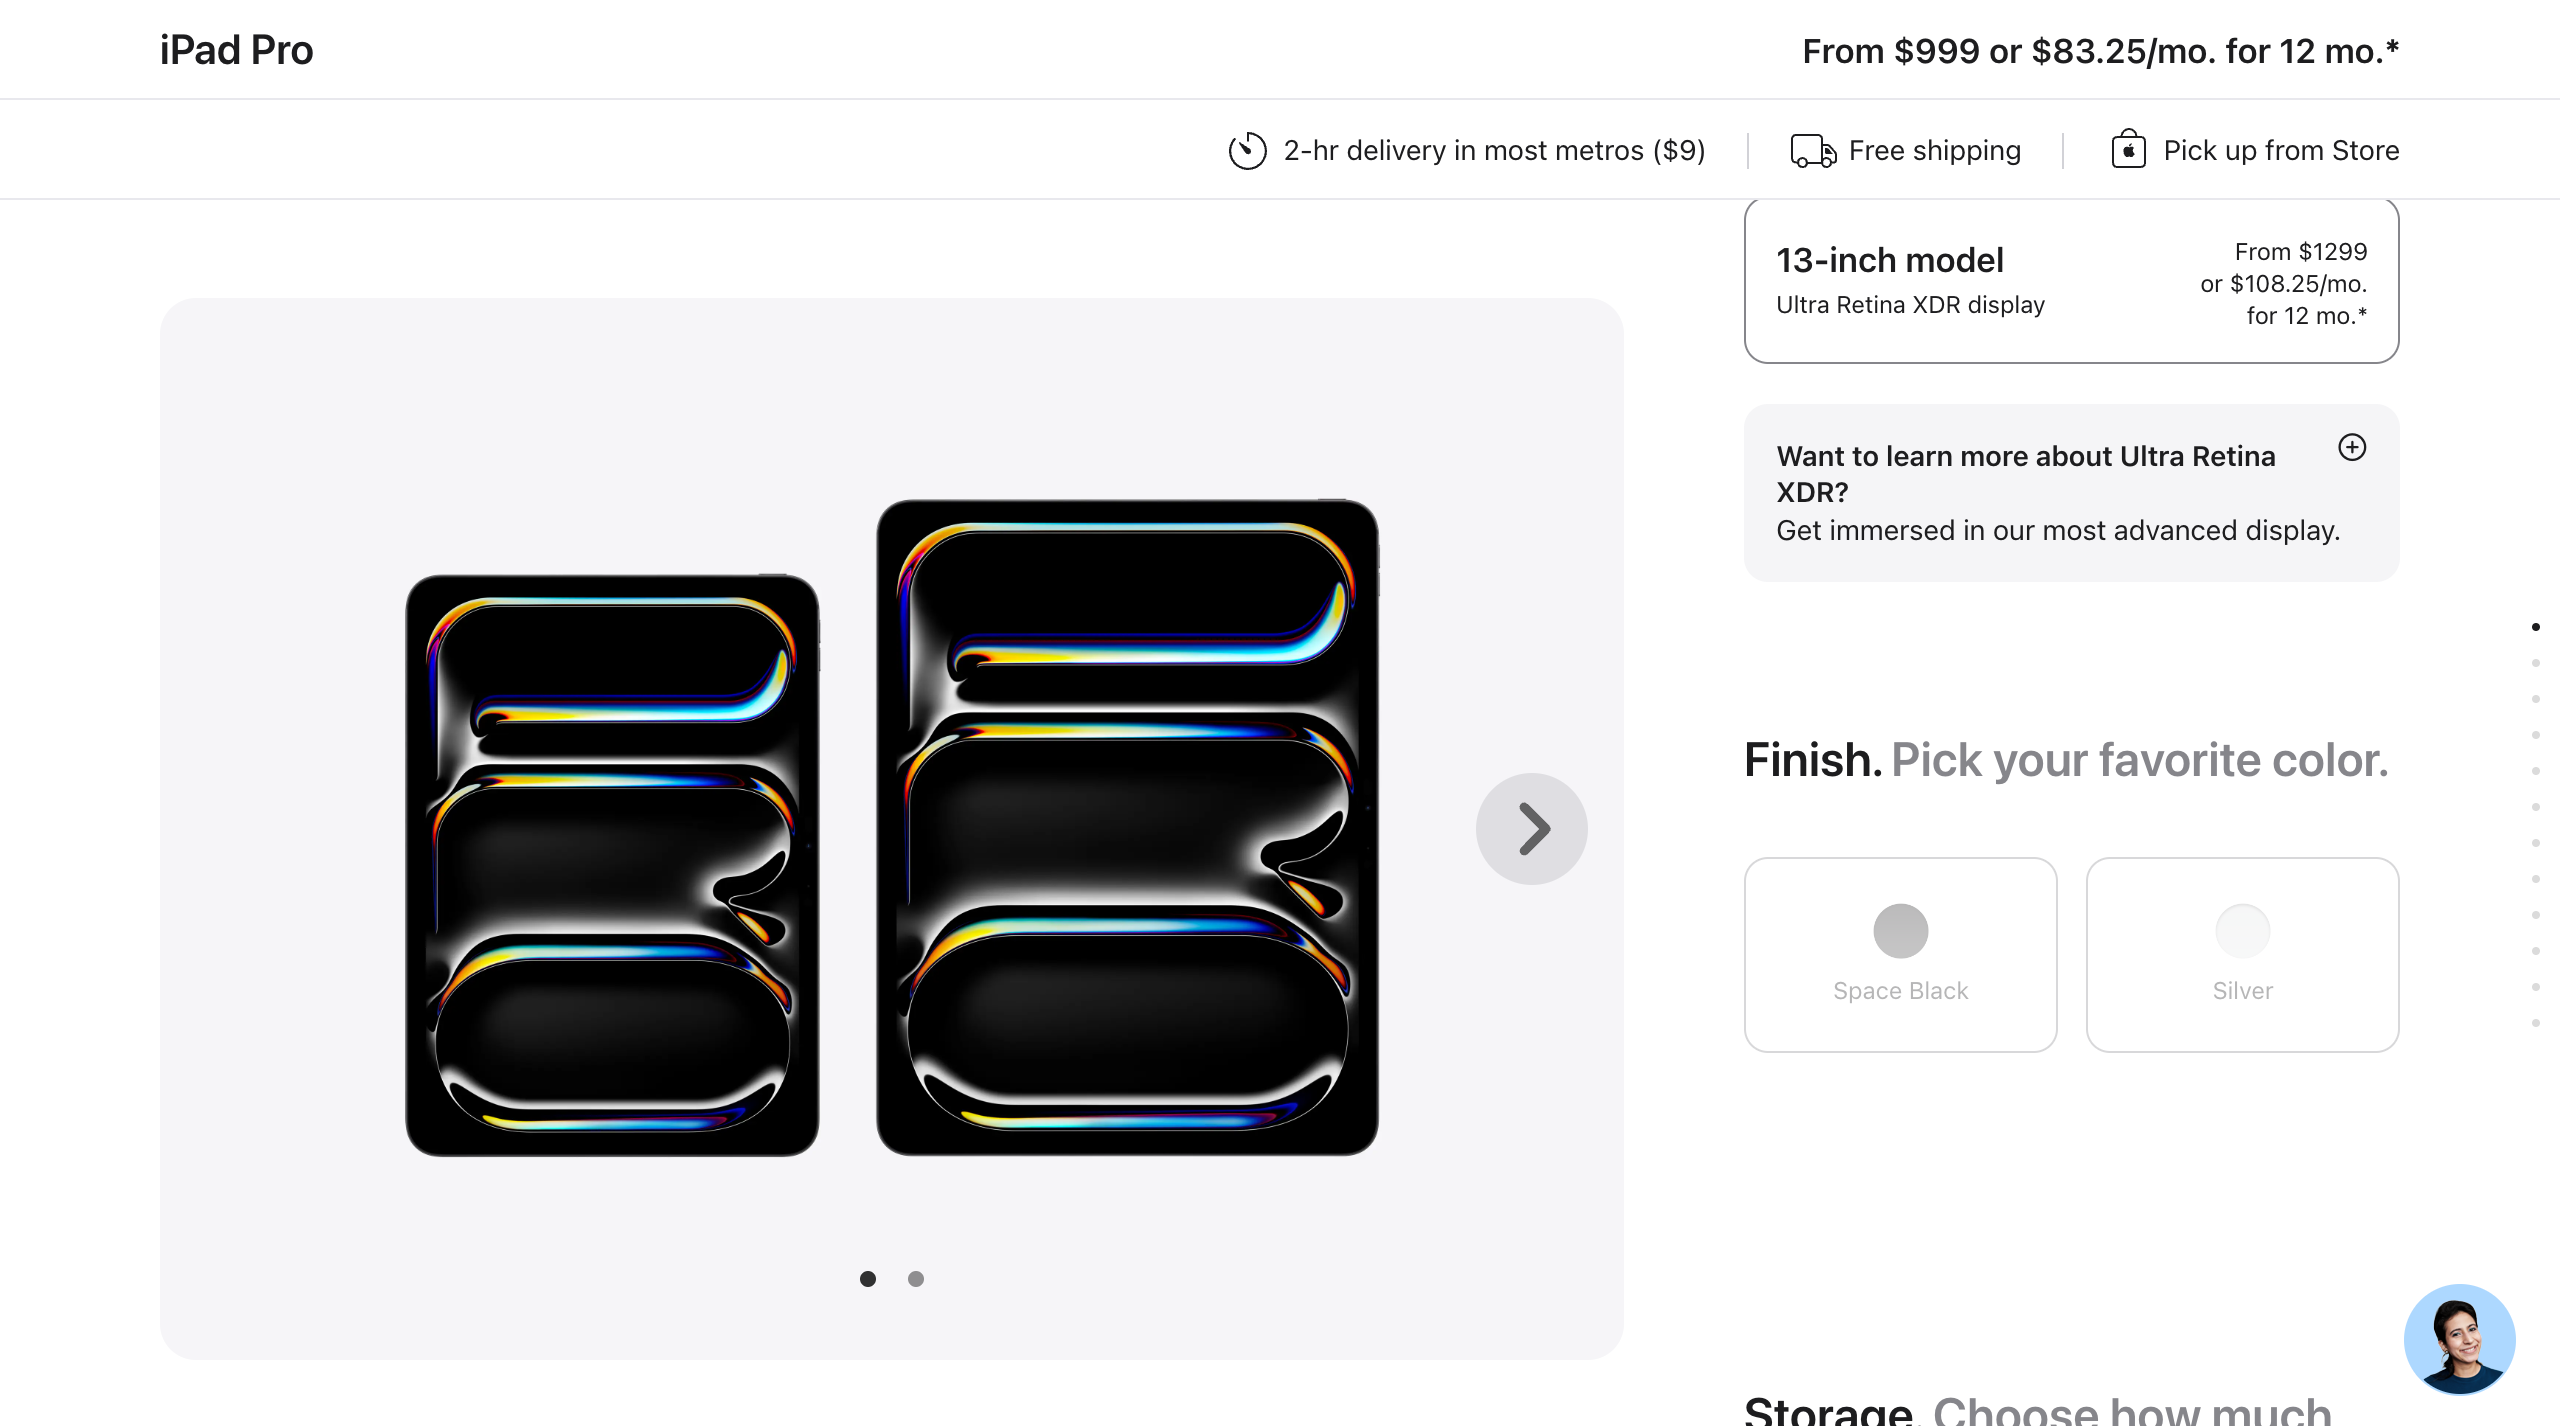 iPad Pro
From $999 or $83.25/mo. for 12 mo.*
2-hr delivery in most metros ($9)
Free shipping
Pick up from Store
13-inch model
Ultra Retina XDR display
From $1299
or $108.25/mo.
for 12 mo.*
Want to learn more about Ultra Retina
XDR?
Get immersed in our most advanced display.
Finish. Pick your favorite color.
Space Black
Silver
Storage. Choose how much